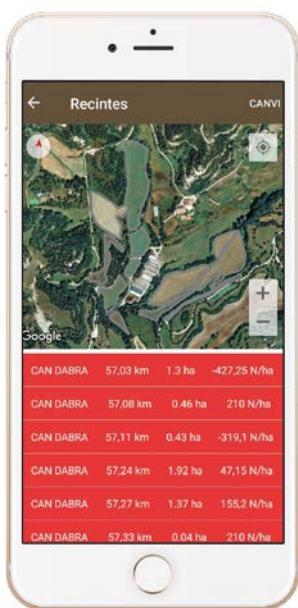 Recintes CANVI
+
−
Google
CAN DABRA 57,03 km 1.3 ha -427,25 N/ha
CAN DABRA 57,08 km 0.46 ha 210 N/ha
CAN DABRA 57,11 km 0.43 ha -319,1 N/ha
CAN DABRA 57,24 km 1.92 ha 47,15 N/ha
CAN DABRA 57,27 km 1.37 ha 155,2 N/ha
CAN DABRA 57,33 km 0.04 ha 210 N/ha